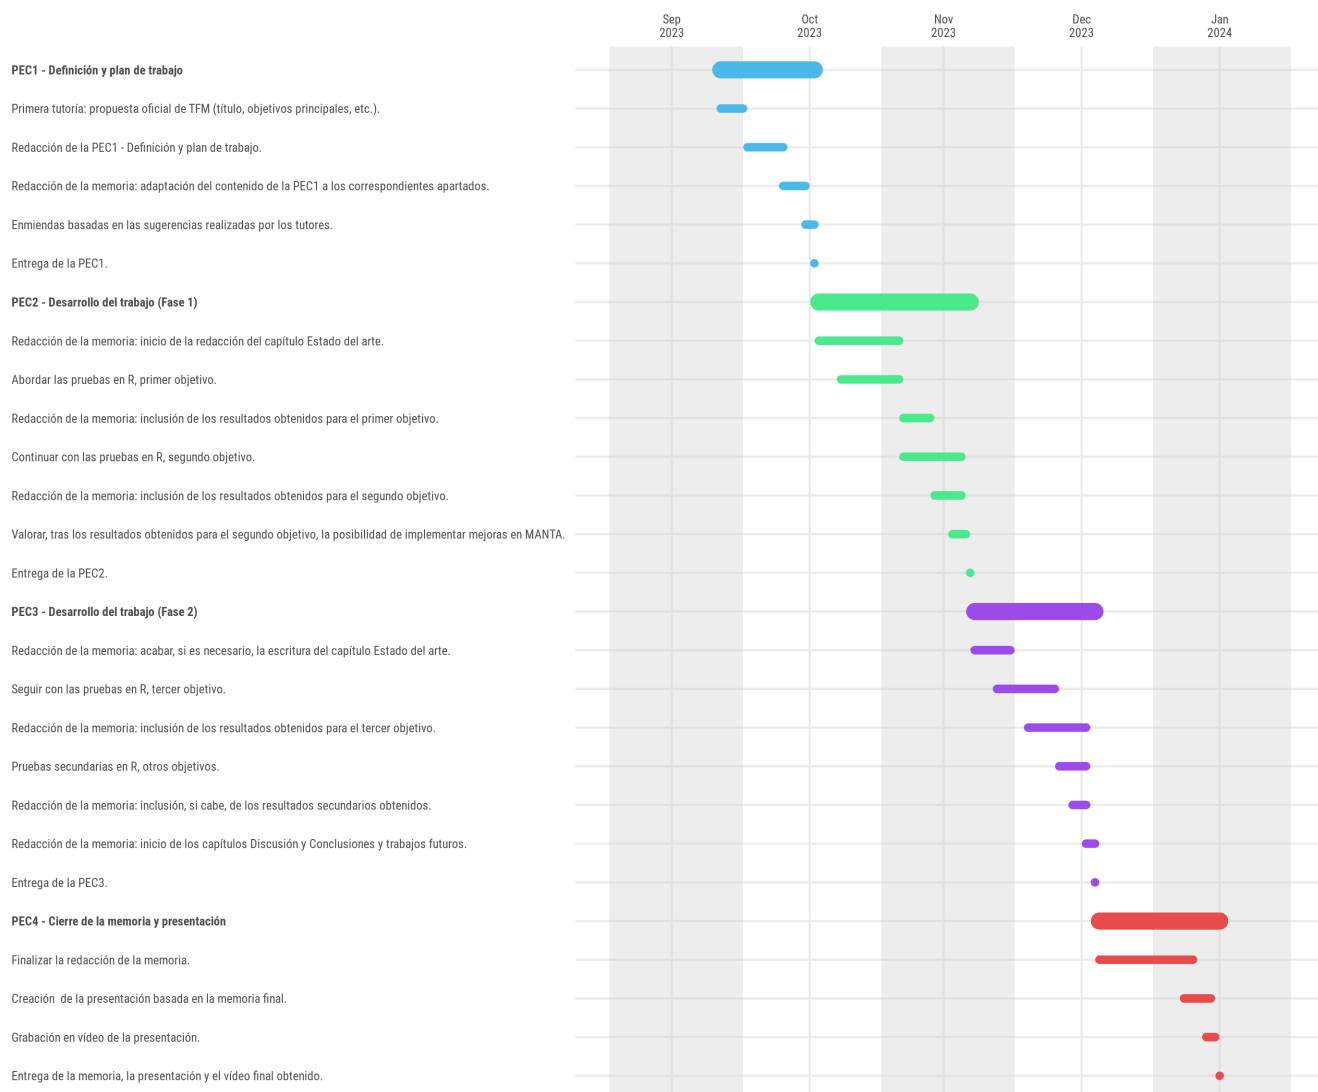 Sep Oct Nov Dec Jan
2023 2023 2023 2023 2024
PEC1 - Definición y plan de trabajo
Primera tutoría: propuesta oficial de TFM (título, objetivos principales, etc.).
Redacción de la PEC1 - Definición y plan de trabajo.
Redacción de la memoria: adaptación del contenido de la PEC1 a los correspondientes apartados.
Enmiendas basadas en las sugerencias realizadas por los tutores.
Entrega de la PEC1.
PEC2 - Desarrollo del trabajo (Fase 1)
Redacción de la memoria: inicio de la redacción del capítulo Estado del arte.
Abordar las pruebas en R, primer objetivo.
Redacción de la memoria: inclusión de los resultados obtenidos para el primer objetivo.
Continuar con las pruebas en R, segundo objetivo.
Redacción de la memoria: inclusión de los resultados obtenidos para el segundo objetivo.
Valorar, tras los resultados obtenidos para el segundo objetivo, la posibilidad de implementar mejoras en MANTA.
Entrega de la PEC2.
PEC3 - Desarrollo del trabajo (Fase 2)
Redacción de la memoria: acabar, si es necesario, la escritura del capítulo Estado del arte.
Seguir con las pruebas en R, tercer objetivo.
Redacción de la memoria: inclusión de los resultados obtenidos para el tercer objetivo.
Pruebas secundarias en R, otros objetivos.
Redacción de la memoria: inclusión, si cabe, de los resultados secundarios obtenidos.
Redacción de la memoria: inicio de los capítulos Discusión y Conclusiones y trabajos futuros.
Entrega de la PEC3.
PEC4 - Cierre de la memoria y presentación
Finalizar la redacción de la memoria.
Creación  de la presentación basada en la memoria final.
Grabación en vídeo de la presentación.
Entrega de la memoria, la presentación y el vídeo final obtenido.